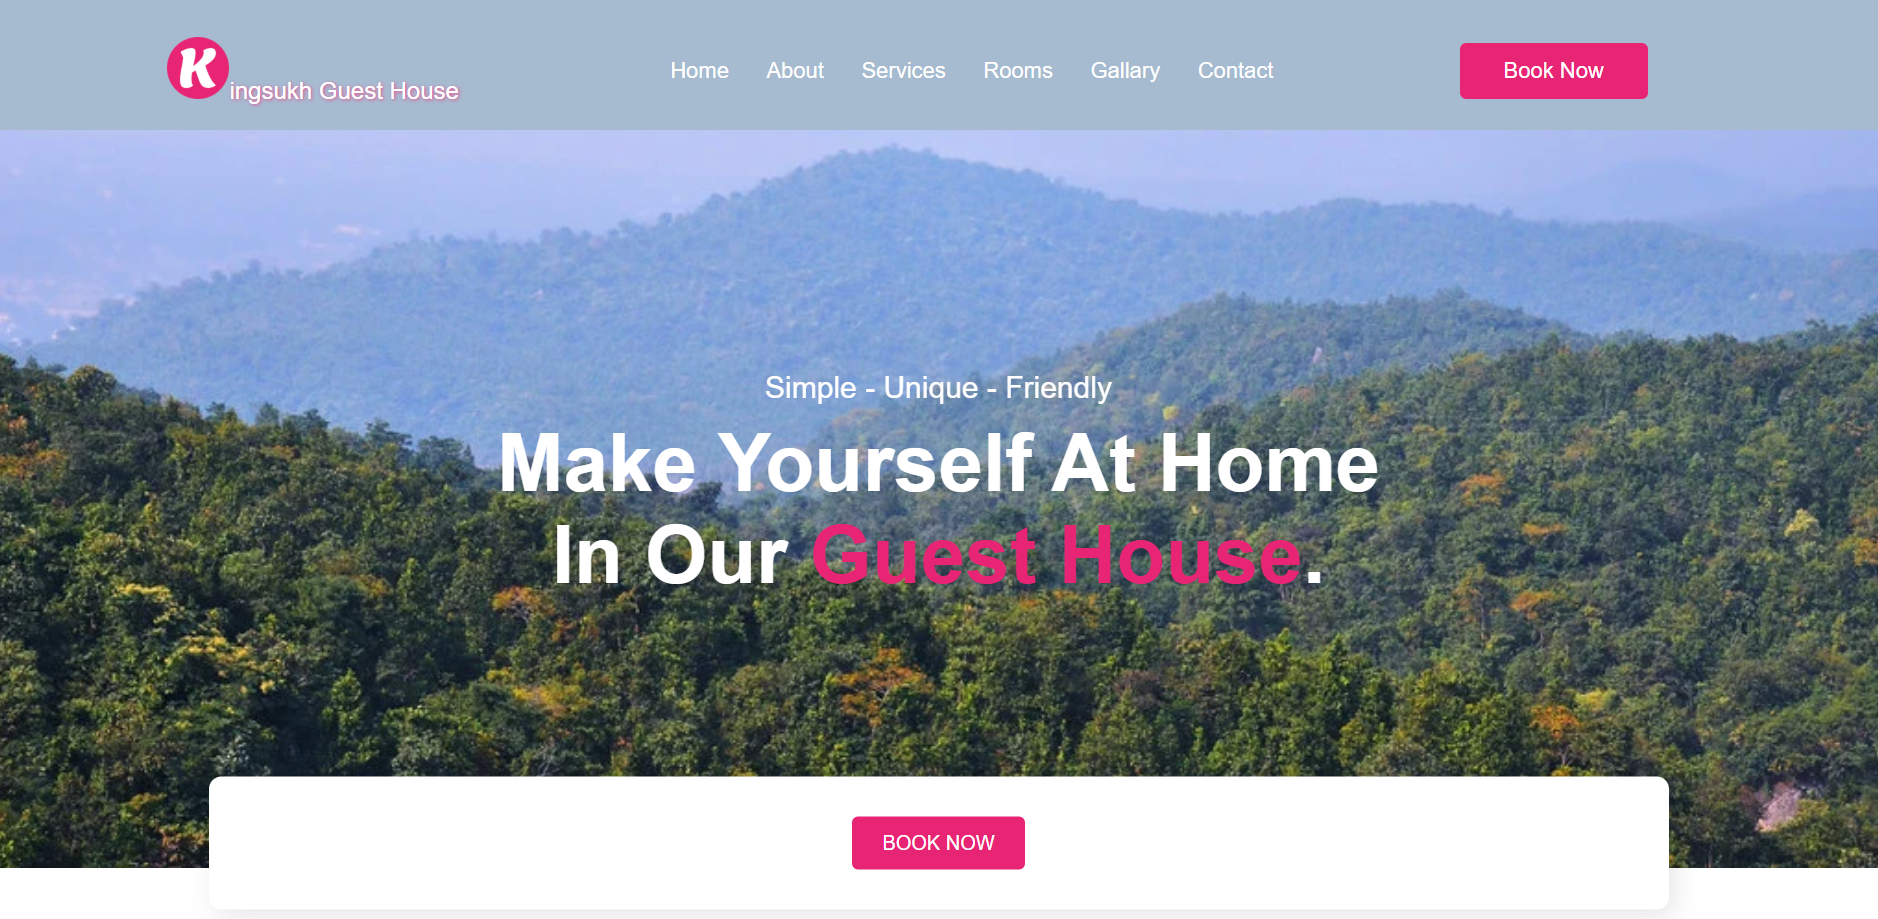 Kingsukh Guest House
Home About Services Rooms Gallary Contact
Book Now
Simple - Unique - Friendly
Make Yourself At Home
In Our Guest House.
BOOK NOW